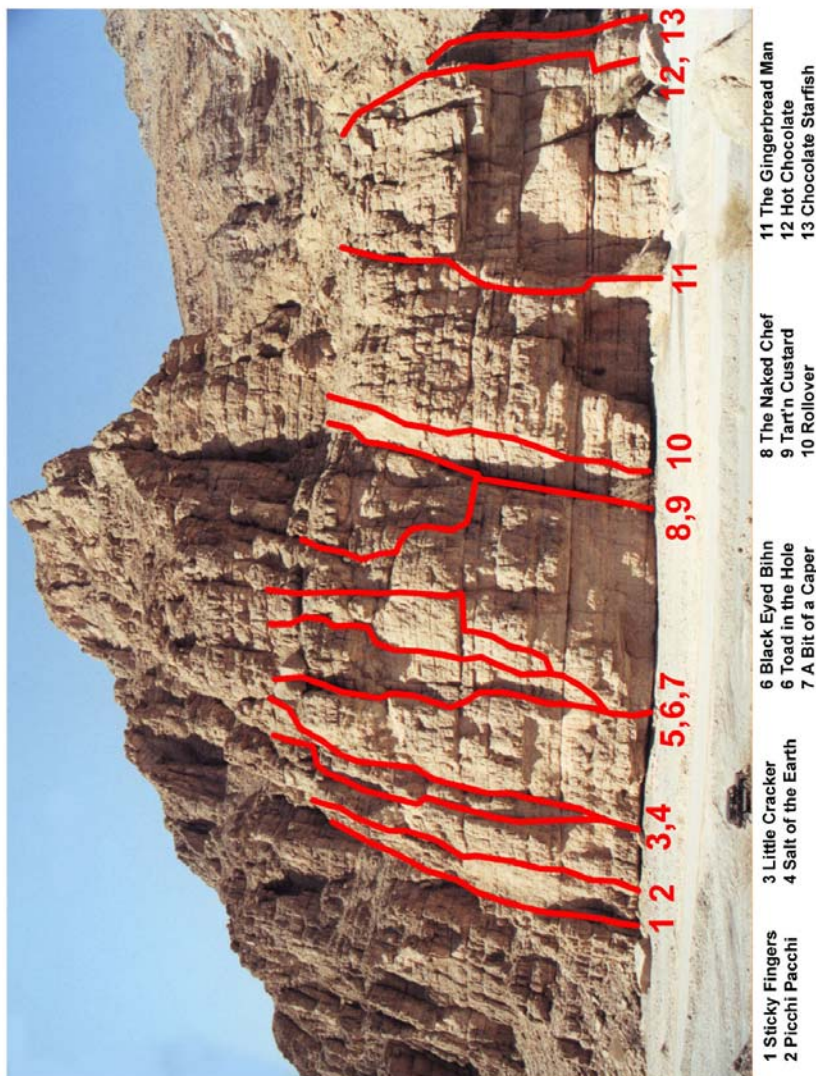 1 2 3,4 5,6,7 8,9 10 11 12, 13
1 Sticky Fingers
2 Picchi Pacchi
3 Little Cracker
4 Salt of the Earth
6 Black Eyed Bihn
6 Toad in the Hole
7 A Bit of a Caper
8 The Naked Chef
9 Tart'n Custard
10 Rollover
11 The Gingerbread Man
12 Hot Chocolate
13 Chocolate Starfish